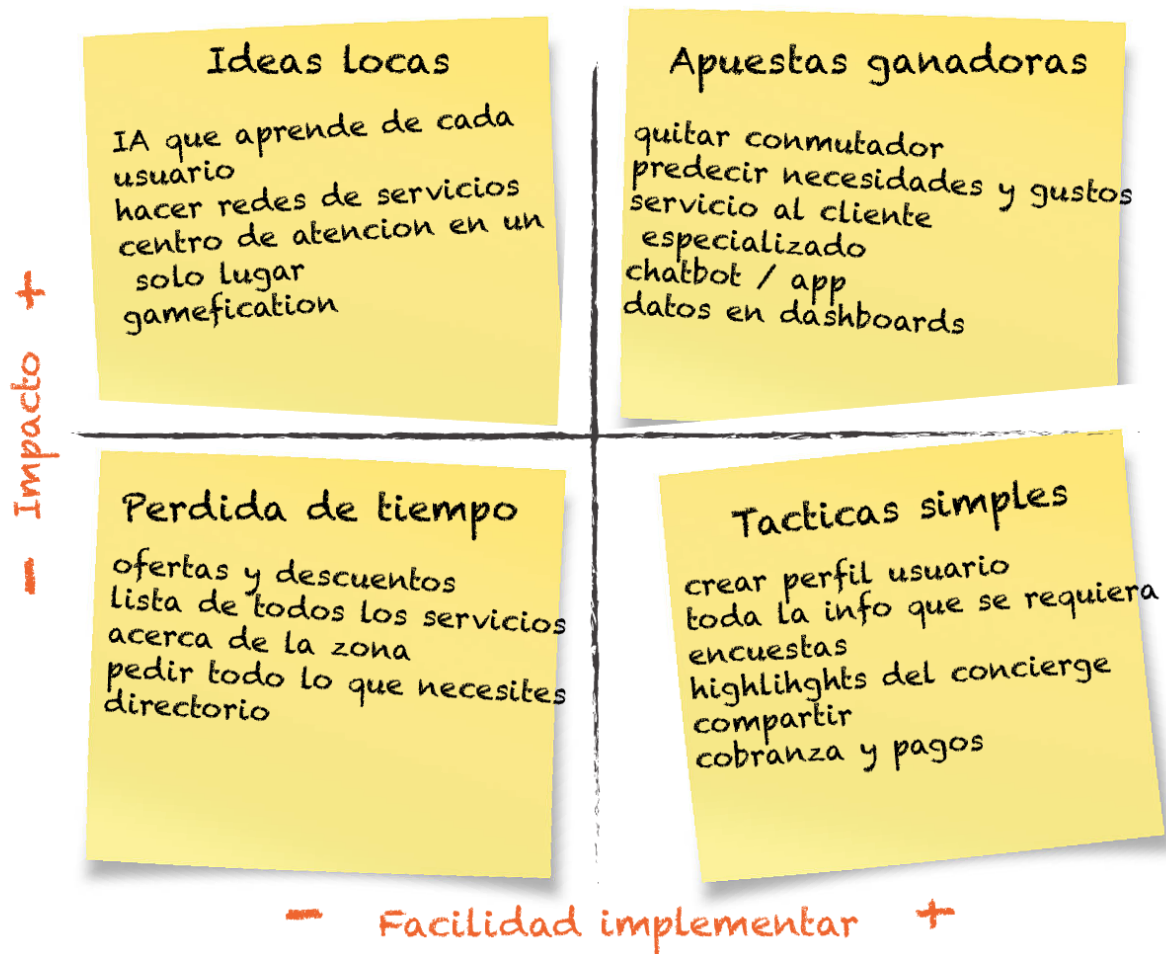 Ideas locas
IA que aprende de cada
usuario
hacer redes de servicios
centro de atencion en un
solo lugar
gamefication
Apuestas ganadoras
quitar conmutador
predecir necesidades y gustos
servicio al cliente
especializado
chatbot / app
datos en dashboards
- Impacto +
Perdida de tiempo
ofertas y descuentos
lista de todos los servicios
acerca de la zona
pedir todo lo que necesites
directorio
Tacticas simples
crear perfil usuario
toda la info que se requiera
encuestas
highlihghts del concierge
compartir
cobranza y pagos
- Facilidad implementar +